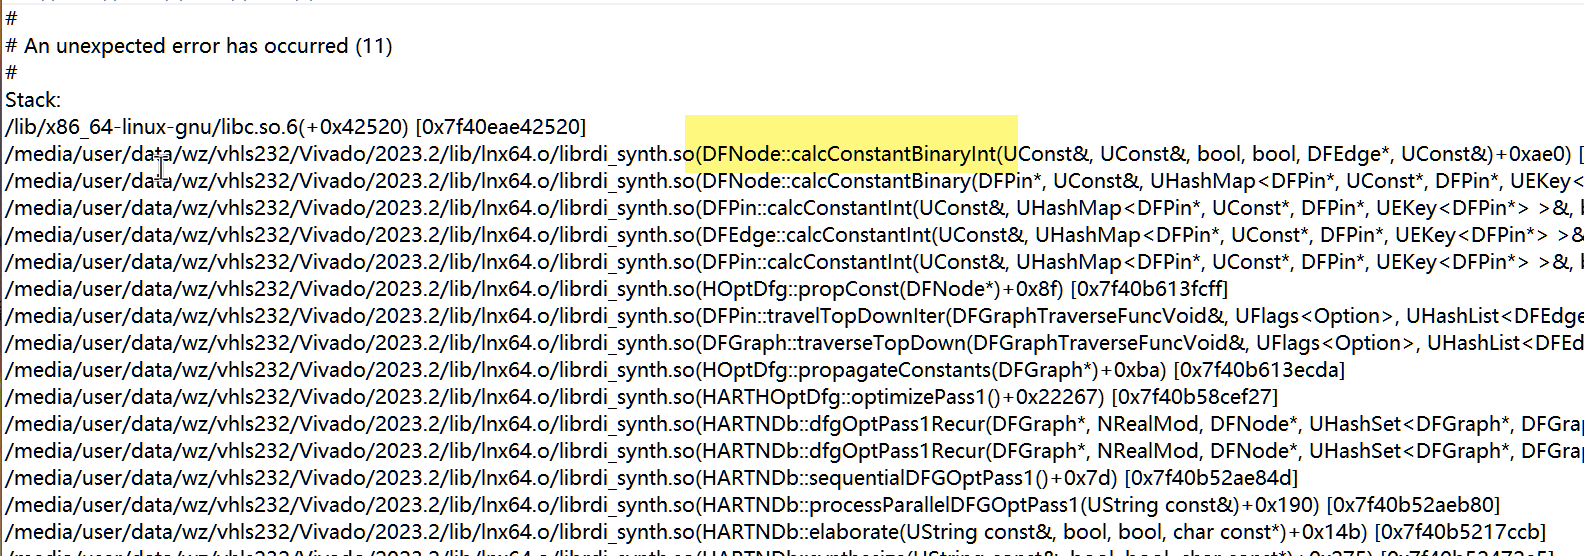 #
# An unexpected error has occurred (11)
#
Stack:
/lib/x86_64-linux-gnu/libc.so.6(+0x42520) [0x7f40eae42520]
/media/user/data/wz/vhls232/Vivado/2023.2/lib/lnx64.o/librdi_synth.so(DFNode::calcConstantBinaryInt(UConst&, UConst&, bool, bool, DFEdge*, UConst&)+0xae0) [
/media/user/data/wz/vhls232/Vivado/2023.2/lib/lnx64.o/librdi_synth.so(DFNode::calcConstantBinary(DFPin*, UConst&, UHashMap<DFPin*, UConst*, DFPin*, UEKey<
/media/user/data/wz/vhls232/Vivado/2023.2/lib/lnx64.o/librdi_synth.so(DFPin::calcConstantInt(UConst&, UHashMap<DFPin*, UConst*, DFPin*, UEKey<DFPin*> >&, b
/media/user/data/wz/vhls232/Vivado/2023.2/lib/lnx64.o/librdi_synth.so(DFEdge::calcConstantInt(UConst&, UHashMap<DFPin*, UConst*, DFPin*, UEKey<DFPin*> >&
/media/user/data/wz/vhls232/Vivado/2023.2/lib/lnx64.o/librdi_synth.so(DFPin::calcConstantInt(UConst&, UHashMap<DFPin*, UConst*, DFPin*, UEKey<DFPin*> >&, b
/media/user/data/wz/vhls232/Vivado/2023.2/lib/lnx64.o/librdi_synth.so(HOptDfg::propConst(DFNode*)+0x8f) [0x7f40b613fcff]
/media/user/data/wz/vhls232/Vivado/2023.2/lib/lnx64.o/librdi_synth.so(DFPin::travelTopDownIter(DFGraphTraverseFuncVoid&, UFlags<Option>, UHashList<DFEdge
/media/user/data/wz/vhls232/Vivado/2023.2/lib/lnx64.o/librdi_synth.so(DFGraph::traverseTopDown(DFGraphTraverseFuncVoid&, UFlags<Option>, UHashList<DFEd
/media/user/data/wz/vhls232/Vivado/2023.2/lib/lnx64.o/librdi_synth.so(HOptDfg::propagateConstants(DFGraph*)+0xba) [0x7f40b613ecda]
/media/user/data/wz/vhls232/Vivado/2023.2/lib/lnx64.o/librdi_synth.so(HARTHOptDfg::optimizePass1()+0x22267) [0x7f40b58cef27]
/media/user/data/wz/vhls232/Vivado/2023.2/lib/lnx64.o/librdi_synth.so(HARTNDb::dfgOptPass1Recur(DFGraph*, NRealMod, DFNode*, UHashSet<DFGraph*, DFGra
/media/user/data/wz/vhls232/Vivado/2023.2/lib/lnx64.o/librdi_synth.so(HARTNDb::dfgOptPass1Recur(DFGraph*, NRealMod, DFNode*, UHashSet<DFGraph*, DFGra
/media/user/data/wz/vhls232/Vivado/2023.2/lib/lnx64.o/librdi_synth.so(HARTNDb::sequentialDFGOptPass1()+0x7d) [0x7f40b52ae84d]
/media/user/data/wz/vhls232/Vivado/2023.2/lib/lnx64.o/librdi_synth.so(HARTNDb::processParallelDFGOptPass1(UString const&)+0x190) [0x7f40b52aeb80]
/media/user/data/wz/vhls232/Vivado/2023.2/lib/lnx64.o/librdi_synth.so(HARTNDb::elaborate(UString const&, bool, bool, char const*)+0x14b) [0x7f40b5217ccb]